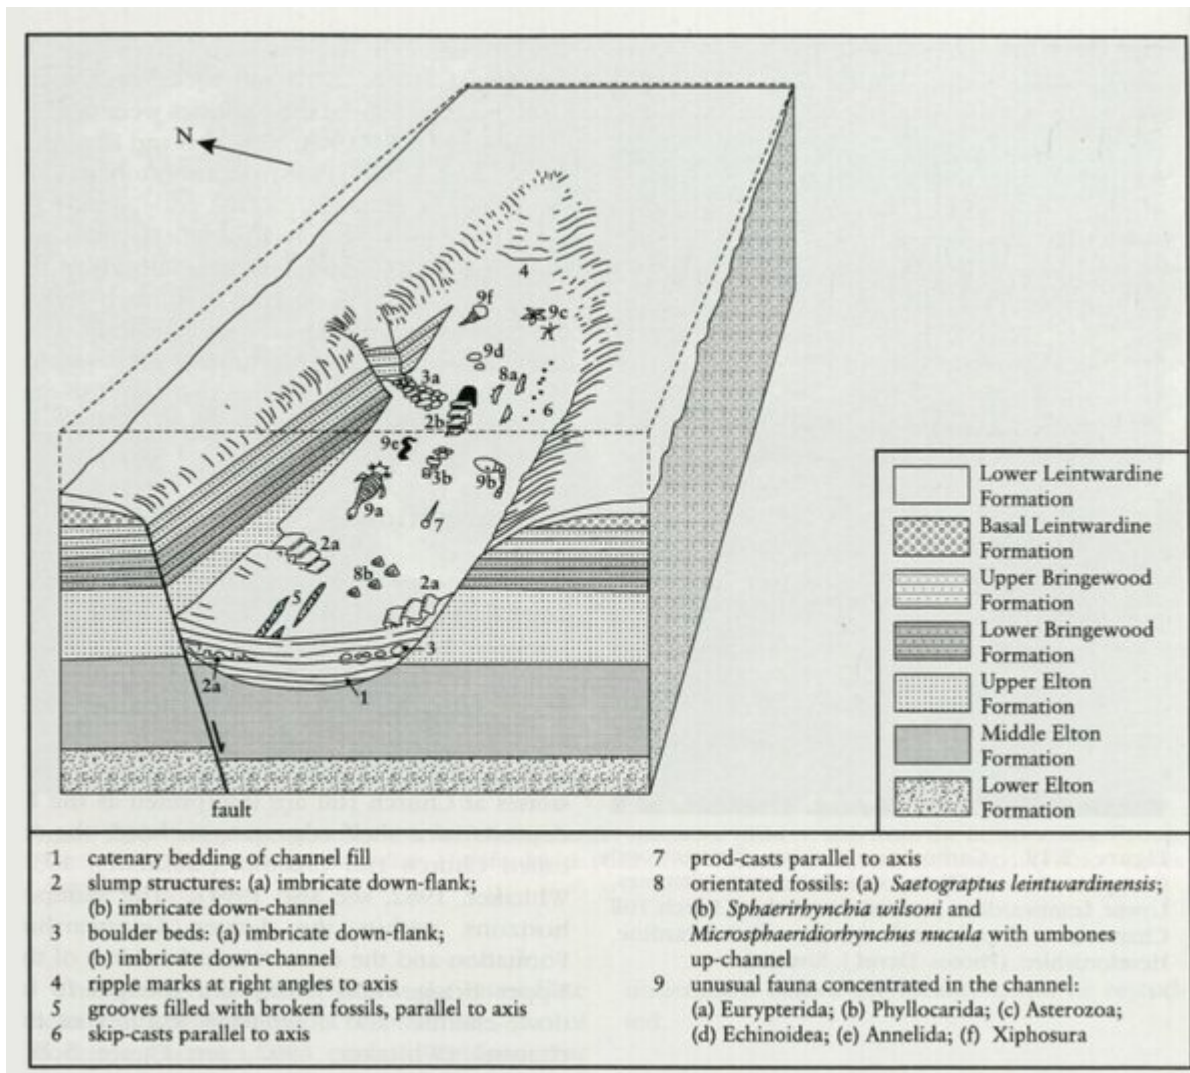 N
4
9f
9c
9d
3a
8a
6
2b
9e
3b
9b
9a
7
2a
8b
2a
5
3
2a
1
fault
Lower Leintwardine
Formation
Basal Leintwardine
Formation
Upper Bringewood
Formation
Lower Bringewood
Formation
Upper Elton
Formation
Middle Elton
Formation
Lower Elton
Formation
1 catenary bedding of channel fill
2 slump structures: (a) imbricate down-flank;
(b) imbricate down-channel
3 boulder beds: (a) imbricate down-flank;
(b) imbricate down-channel
4 ripple marks at right angles to axis
5 grooves filled with broken fossils, parallel to axis
6 skip-casts parallel to axis
7 prod-casts parallel to axis
8 orientated fossils: (a) Saetograptus leintwardinensis;
(b) Sphaerirhynchia wilsoni and
Microsphaeridiorhynchus nucula with umbones
up-channel
9 unusual fauna concentrated in the channel:
(a) Eurypterida; (b) Phyllocarida; (c) Asterozoa;
(d) Echinoidea; (e) Annelida; (f) Xiphosura